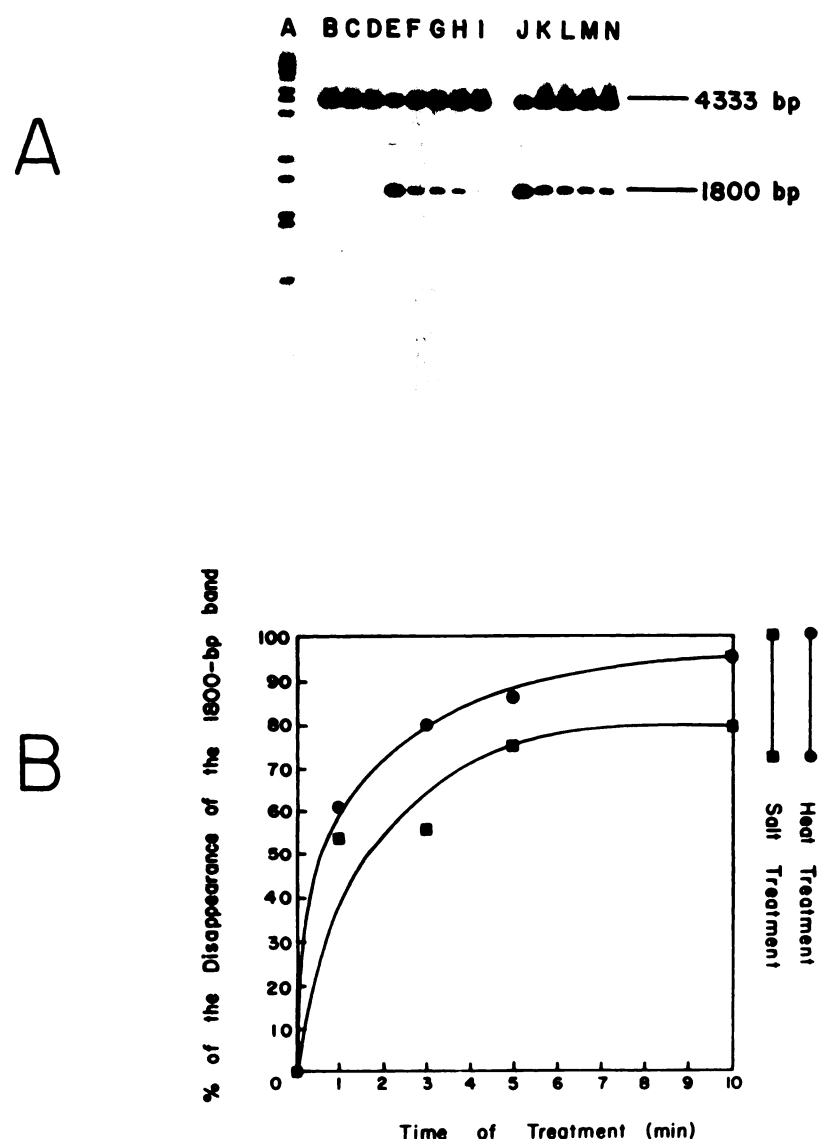 A
A BCDEFGHI JKLMN
4333 bp
1800 bp
B
% of the Disappearance of the 1800-bp band
100
90
80
70
60
50
40
30
20
10
0 1 2 3 4 5 6 7 8 9 10
Time of Treatment (min)
Salt Treatment
Heat Treatment